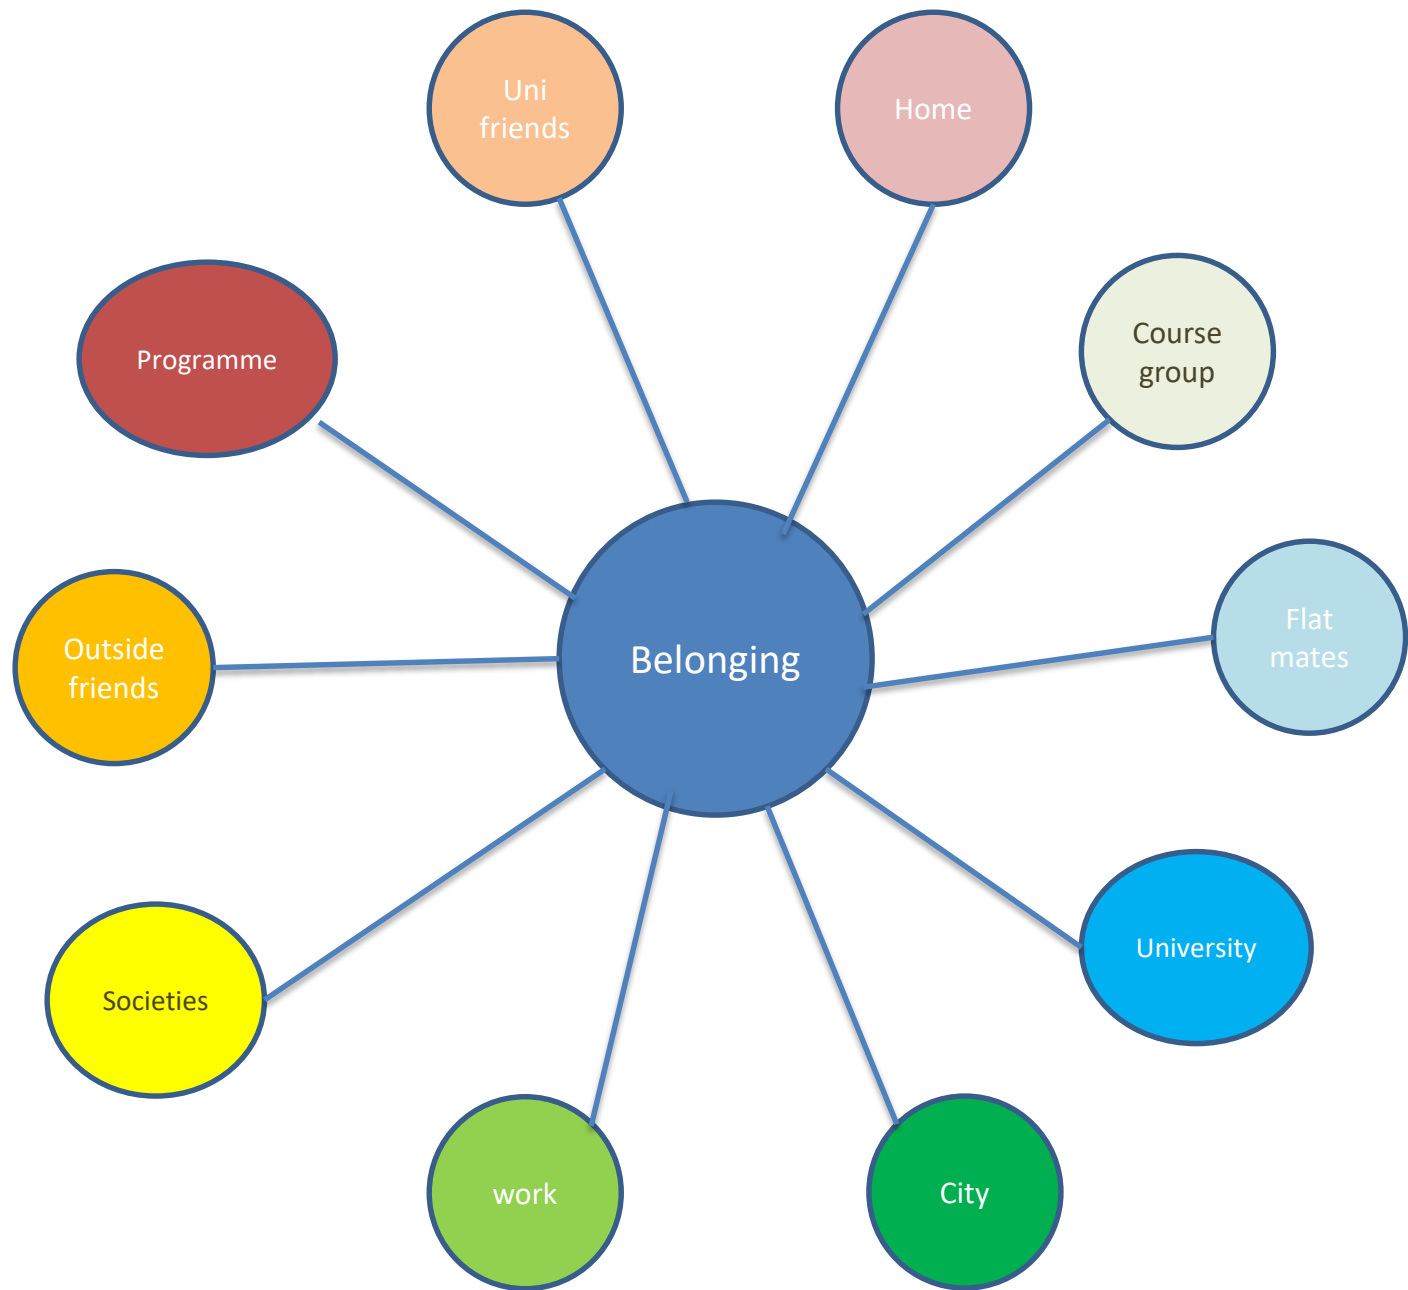 Uni
friends
Home
Course
group
Programme
Flat
mates
Outside
friends
Belonging
University
Societies
work
City